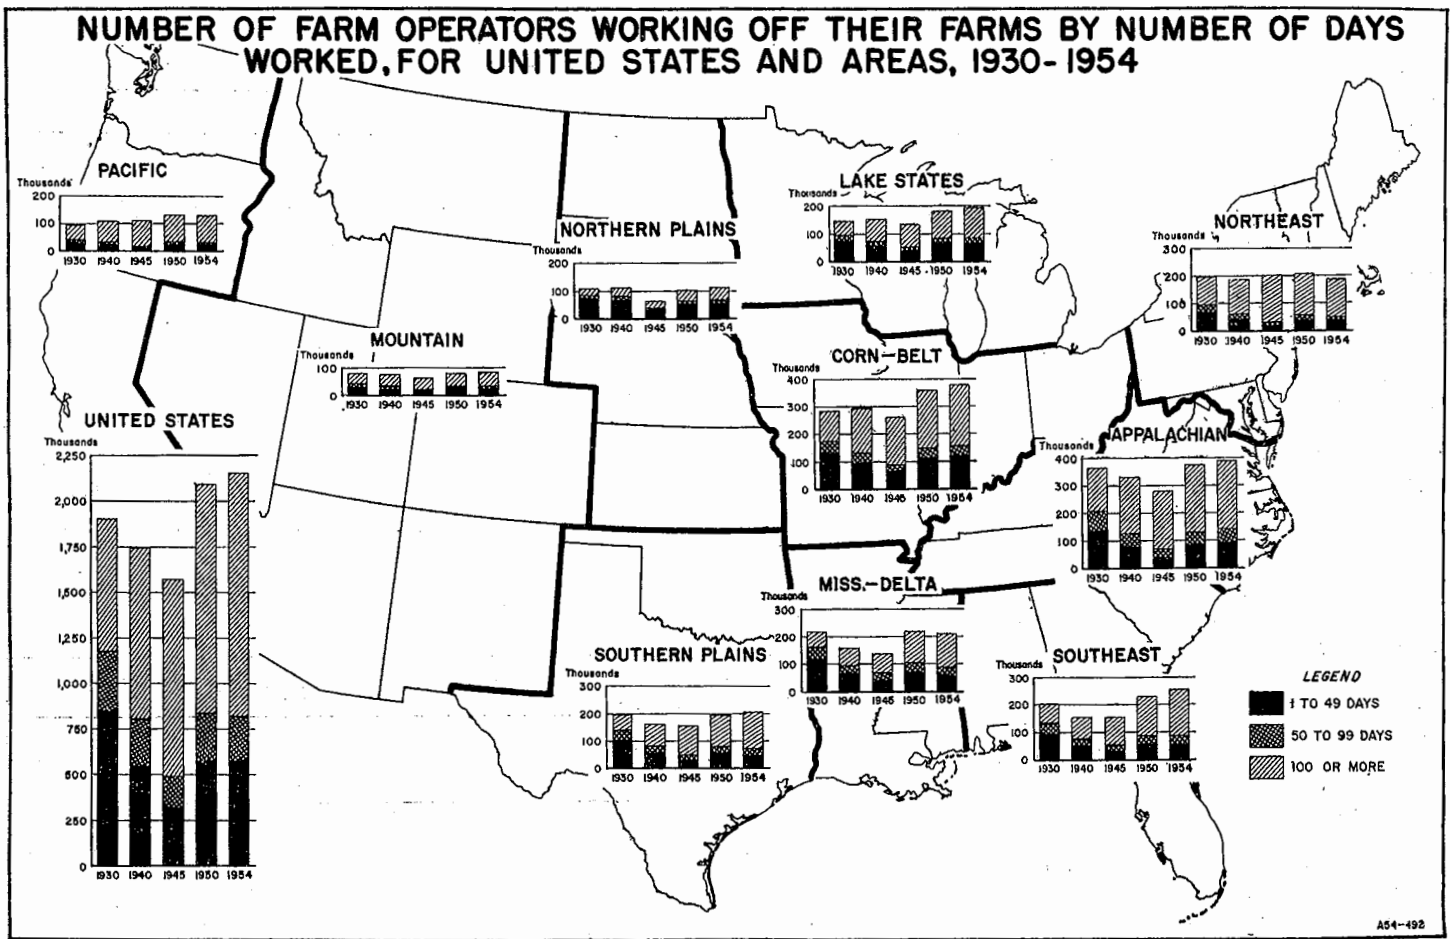 NUMBER OF FARM OPERATORS WORKING OFF THEIR FARMS BY NUMBER OF DAYS
WORKED, FOR UNITED STATES AND AREAS, 1930-1954
PACIFIC
Thousands
200
100
0
1930 1940 1945 1950 1954
LAKE STATES
Thousands
200
100
0
1930 1940 1945 1950 1954
NORTHERN PLAINS
Thousands
200
100
0
1930 1940 1945 1950 1954
NORTHEAST
Thousands
300
200
100
0
1930 1940 1945 1950 1954
MOUNTAIN
Thousands
100
0
1930 1940 1945 1950 1954
CORN-BELT
Thousands
400
300
200
100
0
1930 1940 1945 1950 1954
UNITED STATES
Thousands
2,250
2,000
1,750
1,500
1,250
1,000
750
500
250
0
1930 1940 1945 1950 1954
APPALACHIAN
Thousands
400
300
200
100
0
1930 1940 1945 1950 1954
MISS.-DELTA
Thousands
300
200
100
0
1930 1940 1945 1950 1954
SOUTHERN PLAINS
Thousands
300
200
100
0
1930 1940 1945 1950 1954
SOUTHEAST
Thousands
300
200
100
0
1930 1940 1945 1950 1954
LEGEND
1 TO 49 DAYS
50 TO 99 DAYS
100 OR MORE
A54-492